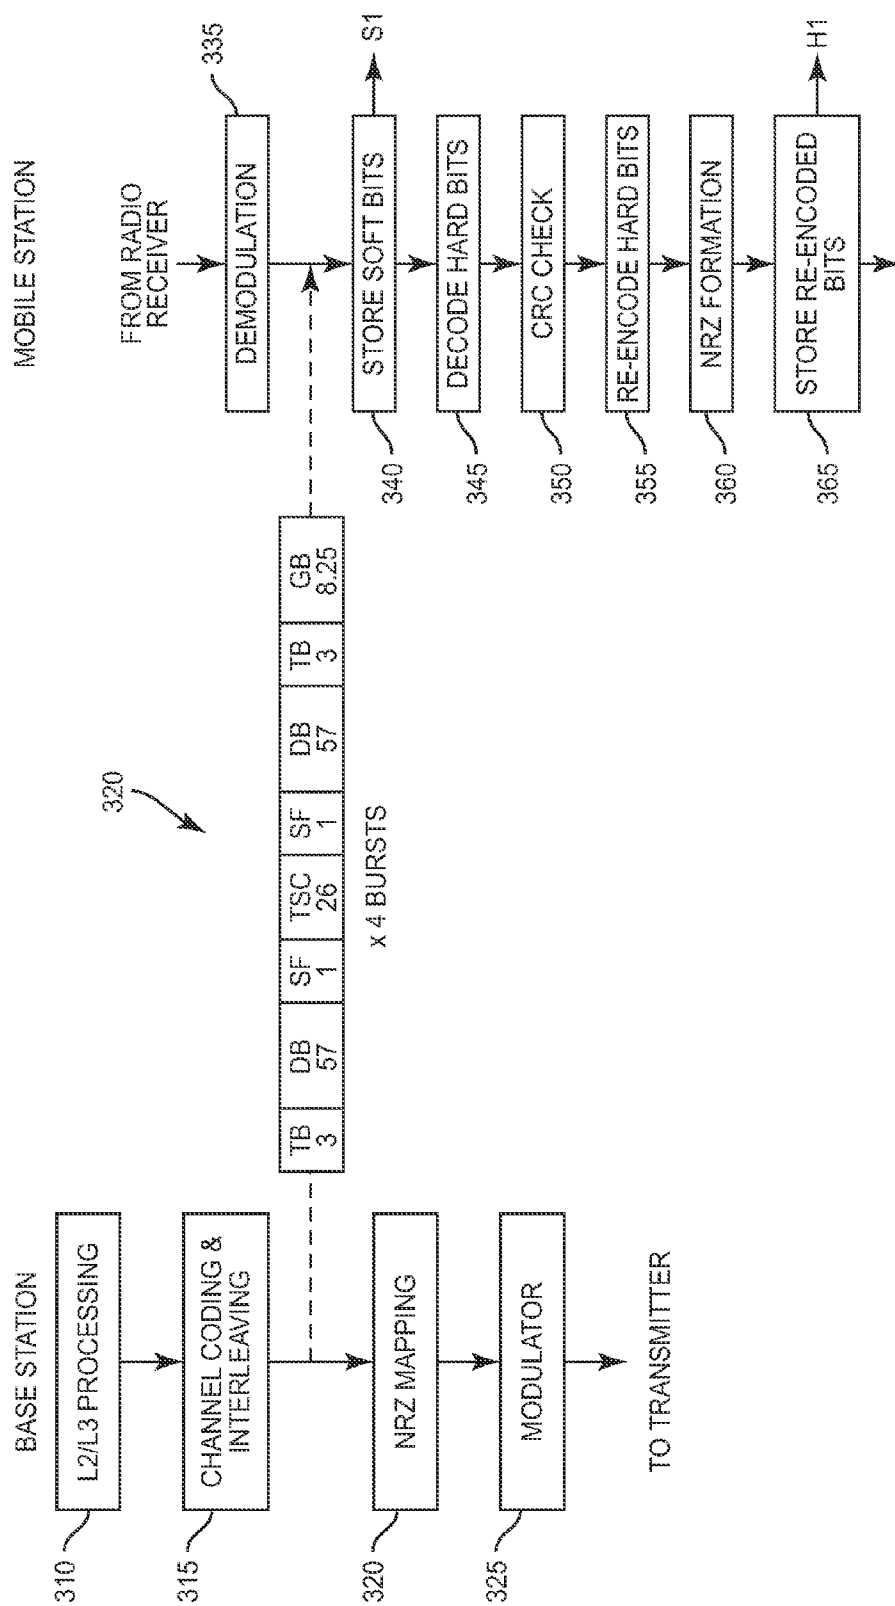 BASE STATION
310
L2/L3 PROCESSING
315
CHANNEL CODING &
INTERLEAVING
320
NRZ MAPPING
325
MODULATOR
TO TRANSMITTER
320
TB
3
DB
57
SF
1
TSC
26
SF
1
DB
57
TB
3
GB
8.25
x 4 BURSTS
MOBILE STATION
FROM RADIO
RECEIVER
335
DEMODULATION
340
STORE SOFT BITS
S1
345
DECODE HARD BITS
350
CRC CHECK
355
RE-ENCODE HARD BITS
360
NRZ FORMATION
365
STORE RE-ENCODED
BITS
H1